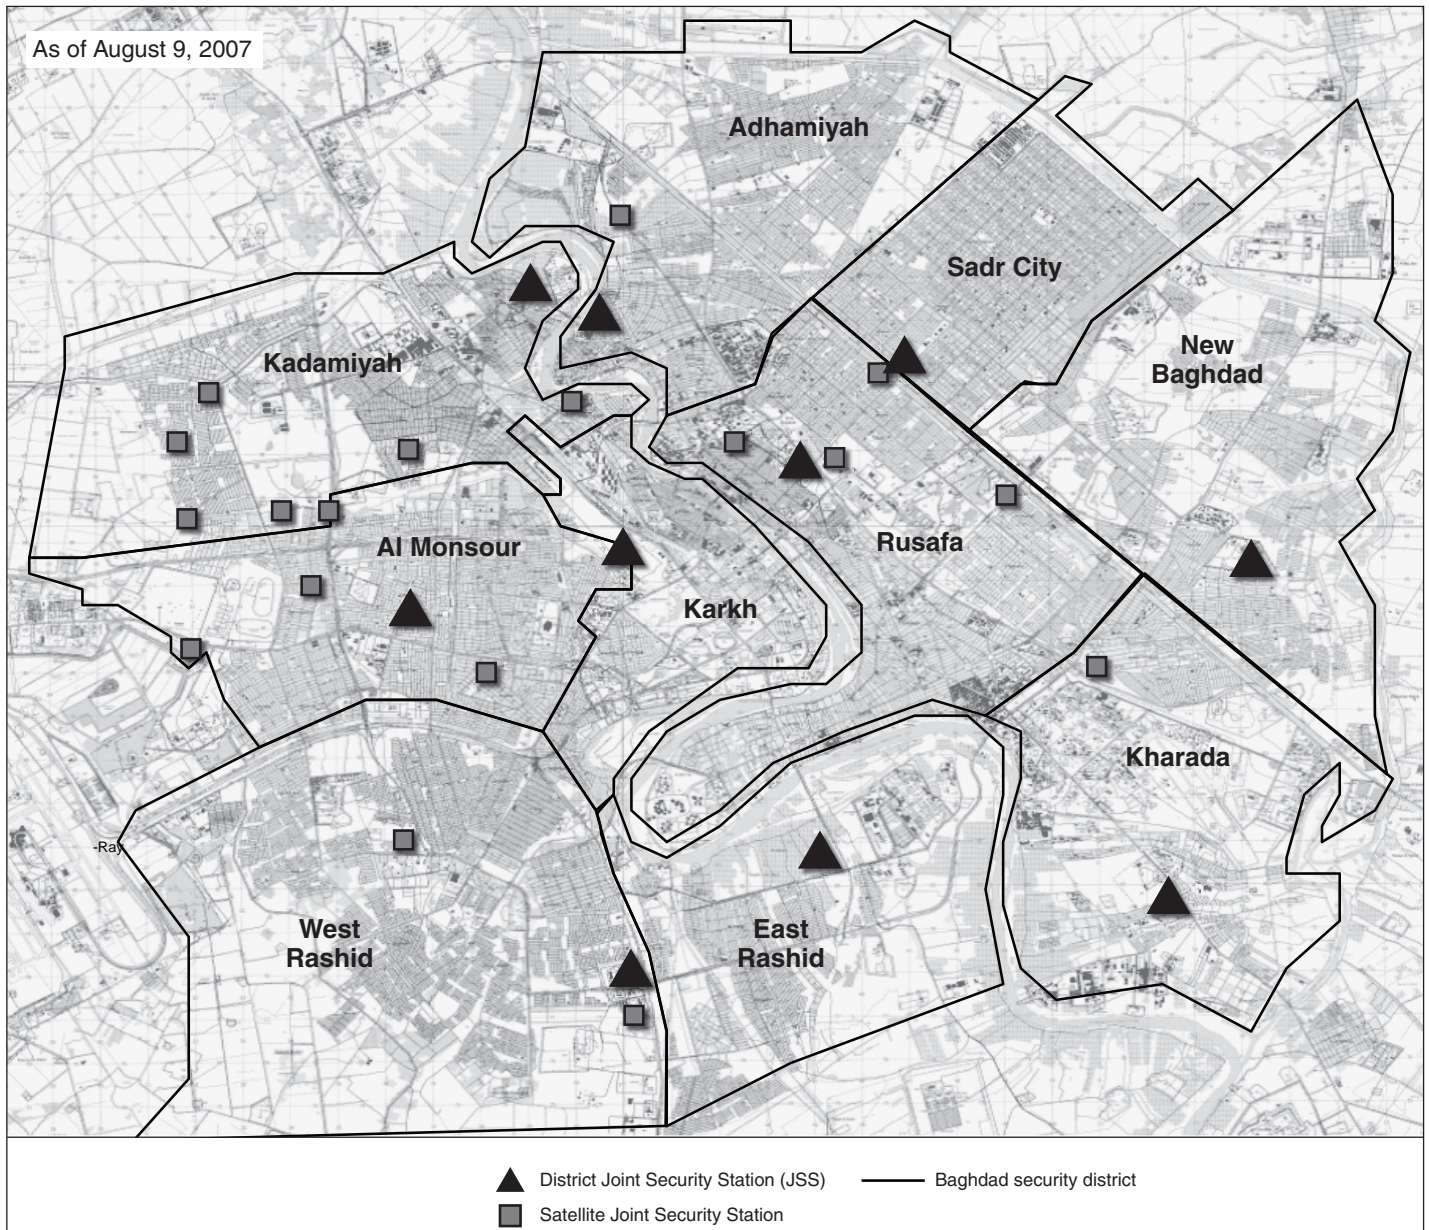 As of August 9, 2007
Adhamiyah
Sadr City
New
Baghdad
Kadamiyah
Al Monsour
Rusafa
Karkh
Kharada
-Ray
West
Rashid
East
Rashid
District Joint Security Station (JSS)
Baghdad security district
Satellite Joint Security Station